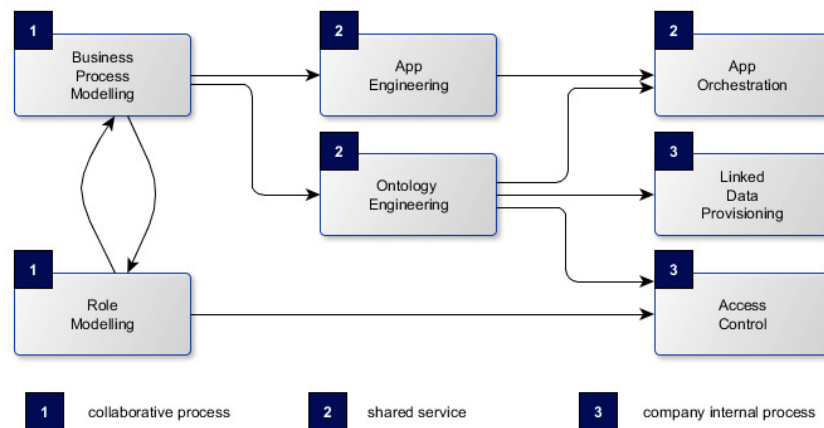 1
Business
Process
Modelling
2
App
Engineering
2
App
Orchestration
2
Ontology
Engineering
3
Linked
Data
Provisioning
1
Role
Modelling
3
Access
Control
1 collaborative process
2 shared service
3 company internal process